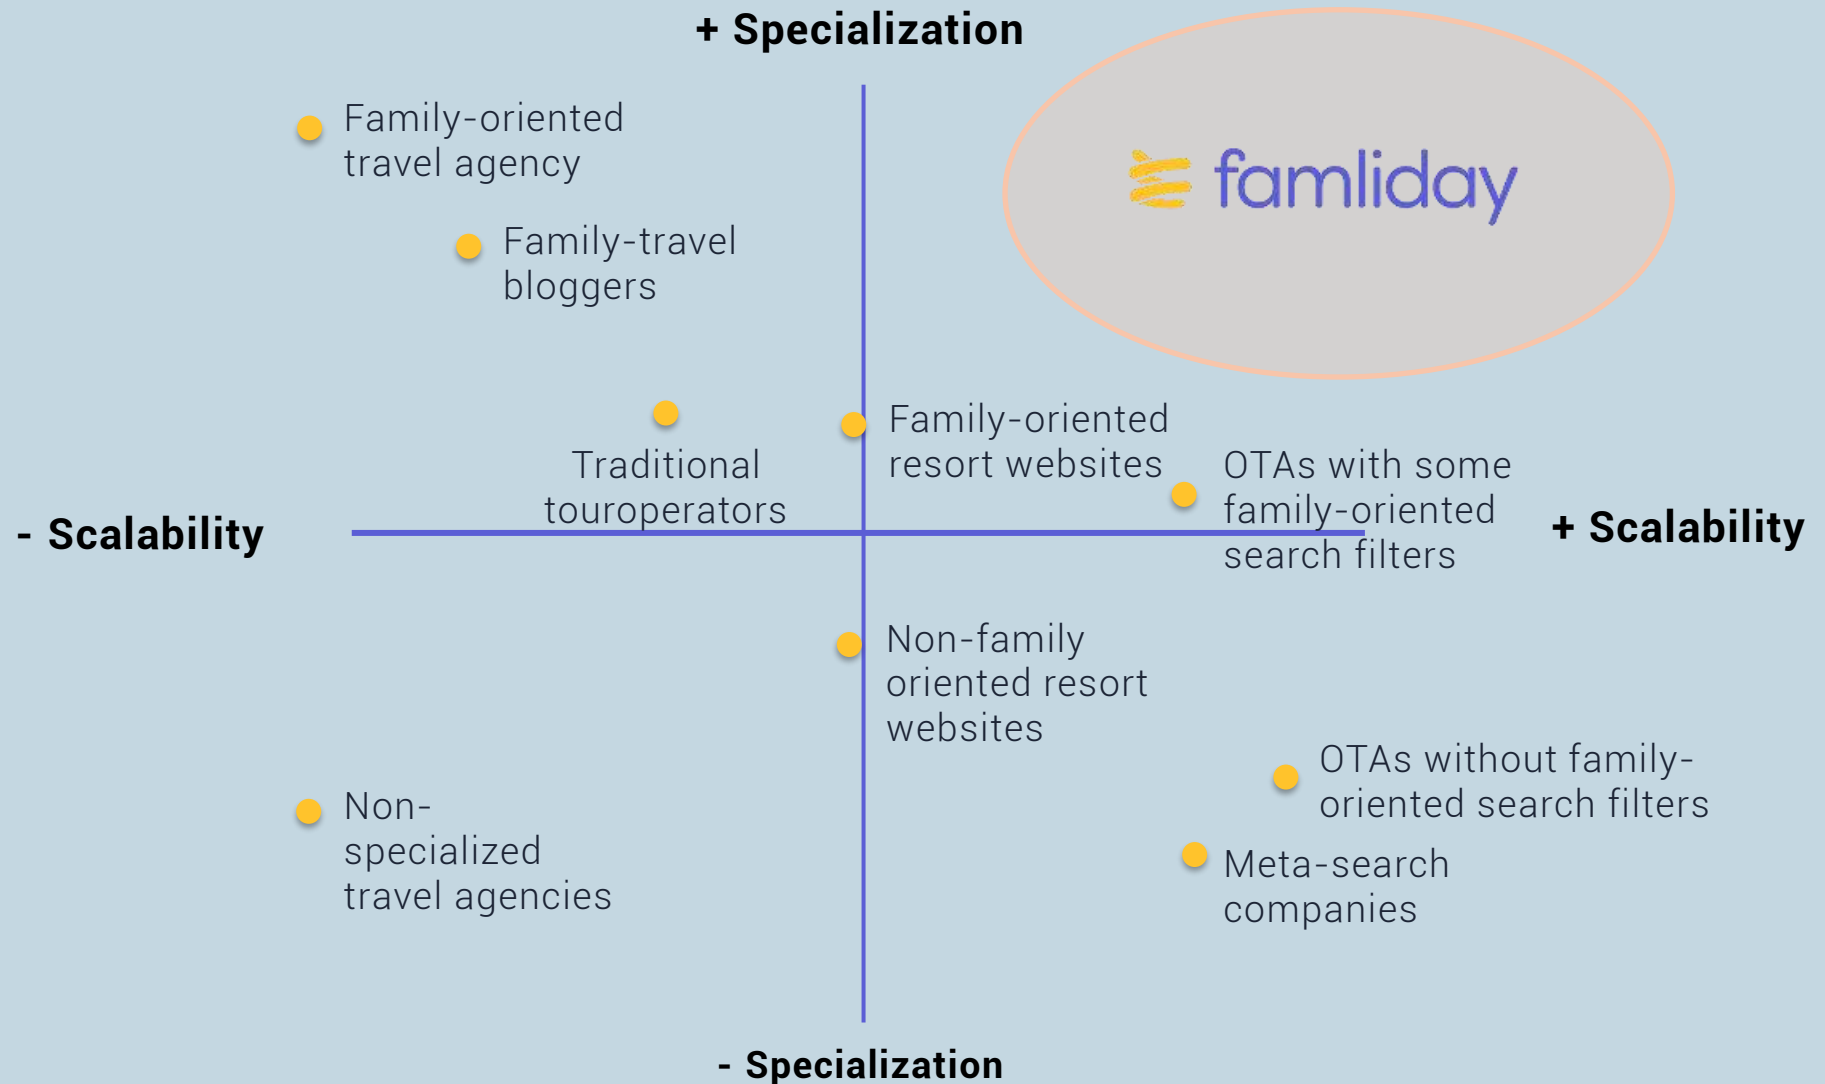 + Specialization
Family-oriented
travel agency
famliday
Family-travel
bloggers
Traditional
touroperators
Family-oriented
resort websites
OTAs with some
family-oriented
search filters
- Scalability
+ Scalability
Non-family
oriented resort
websites
OTAs without family-
oriented search filters
Non-
specialized
travel agencies
Meta-search
companies
- Specialization